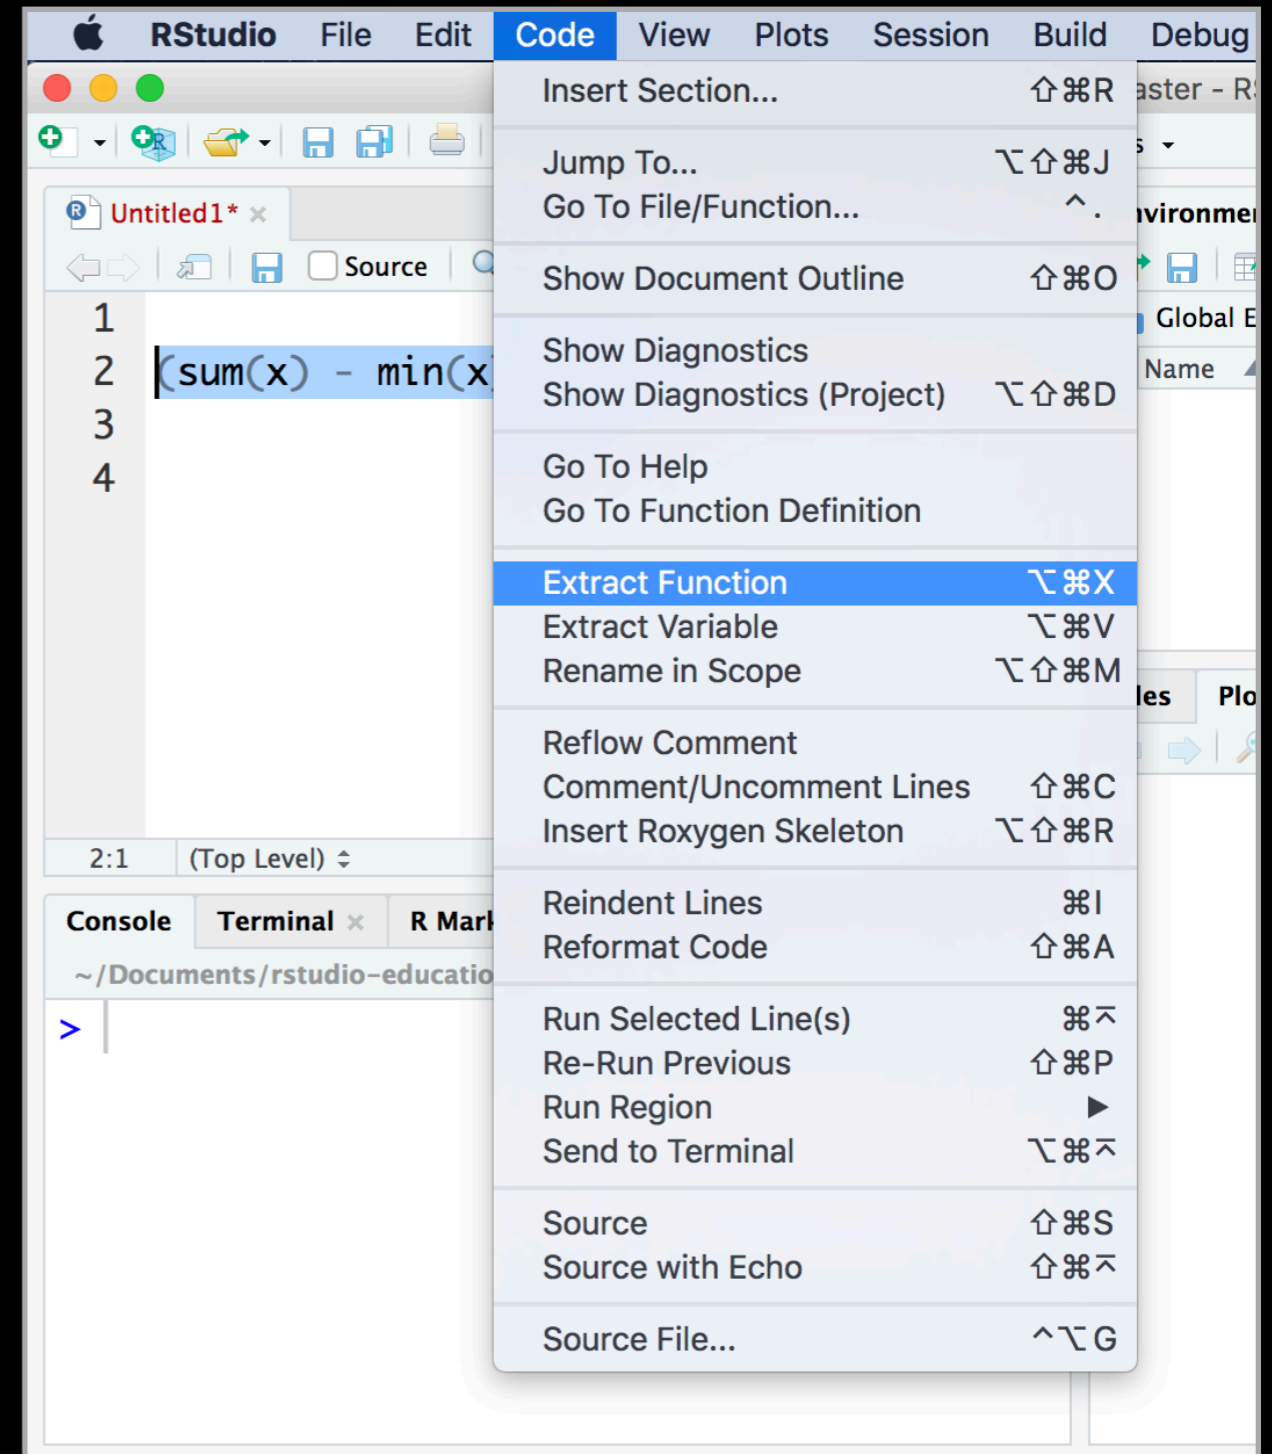 RStudio File Edit Code View Plots Session Build Debug
Insert Section... ⇧⌘R
Jump To... ⌥⇧⌘J
Go To File/Function... ^.
Show Document Outline ⇧⌘O
Show Diagnostics
Show Diagnostics (Project) ⌥⇧⌘D
Go To Help
Go To Function Definition
Extract Function ⌥⌘X
Extract Variable ⌥⌘V
Rename in Scope ⌥⇧⌘M
Reflow Comment
Comment/Uncomment Lines ⇧⌘C
Insert Roxygen Skeleton ⌥⇧⌘R
Reindent Lines ⌘I
Reformat Code ⇧⌘A
Run Selected Line(s) ⌘⌤
Re-Run Previous ⇧⌘P
Run Region ▶
Send to Terminal ⌥⌘⌤
Source ⇧⌘S
Source with Echo ⇧⌘⌤
Source File... ^⌥G
Untitled1*
Source
1
2 (sum(x) - min(x
3
4
2:1 (Top Level)
Console Terminal R Mark
~/Documents/rstudio-educatio
>
aster - RS
s
nvironmen
Global E
Name
les Plo